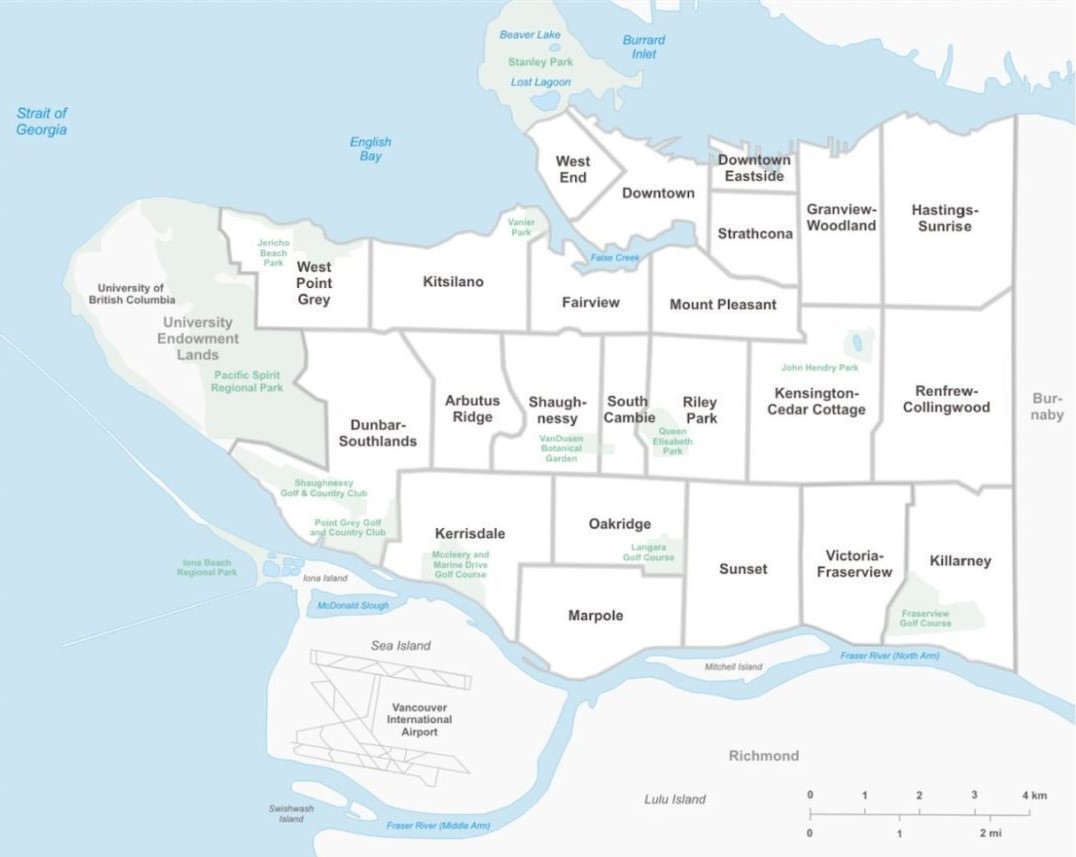 Beaver Lake
Stanley Park
Lost Lagoon
Burrard
Inlet
Strait of
Georgia
English
Bay
West
End
Downtown
Downtown
Eastside
Strathcona
Granview-
Woodland
Hastings-
Sunrise
Vanier
Park
False Creek
Jericho
Beach
Park
West
Point
Grey
Kitsilano
Fairview
Mount Pleasant
University of
British Columbia
University
Endowment
Lands
Pacific Spirit
Regional Park
John Hendry Park
Kensington-
Cedar Cottage
Renfrew-
Collingwood
Bur-
naby
Dunbar-
Southlands
Arbutus
Ridge
Shaugh-
nessy
VanDusen
Botanical
Garden
South
Cambie
Riley
Park
Queen
Elisabeth
Park
Shaughnessy
Golf & Country Club
Point Grey Golf
and Country Club
Kerrisdale
Mccleery and
Marine Drive
Golf Course
Oakridge
Langara
Golf Course
Sunset
Victoria-
Fraserview
Killarney
Fraserview
Golf Course
Marpole
Iona Beach
Regional Park
Iona Island
McDonald Slough
Sea Island
Mitchell Island
Fraser River (North Arm)
Vancouver
International
Airport
Richmond
Lulu Island
Swishwash
Island
Fraser River (Middle Arm)
0 1 2 3 4 km
0 1 2 mi